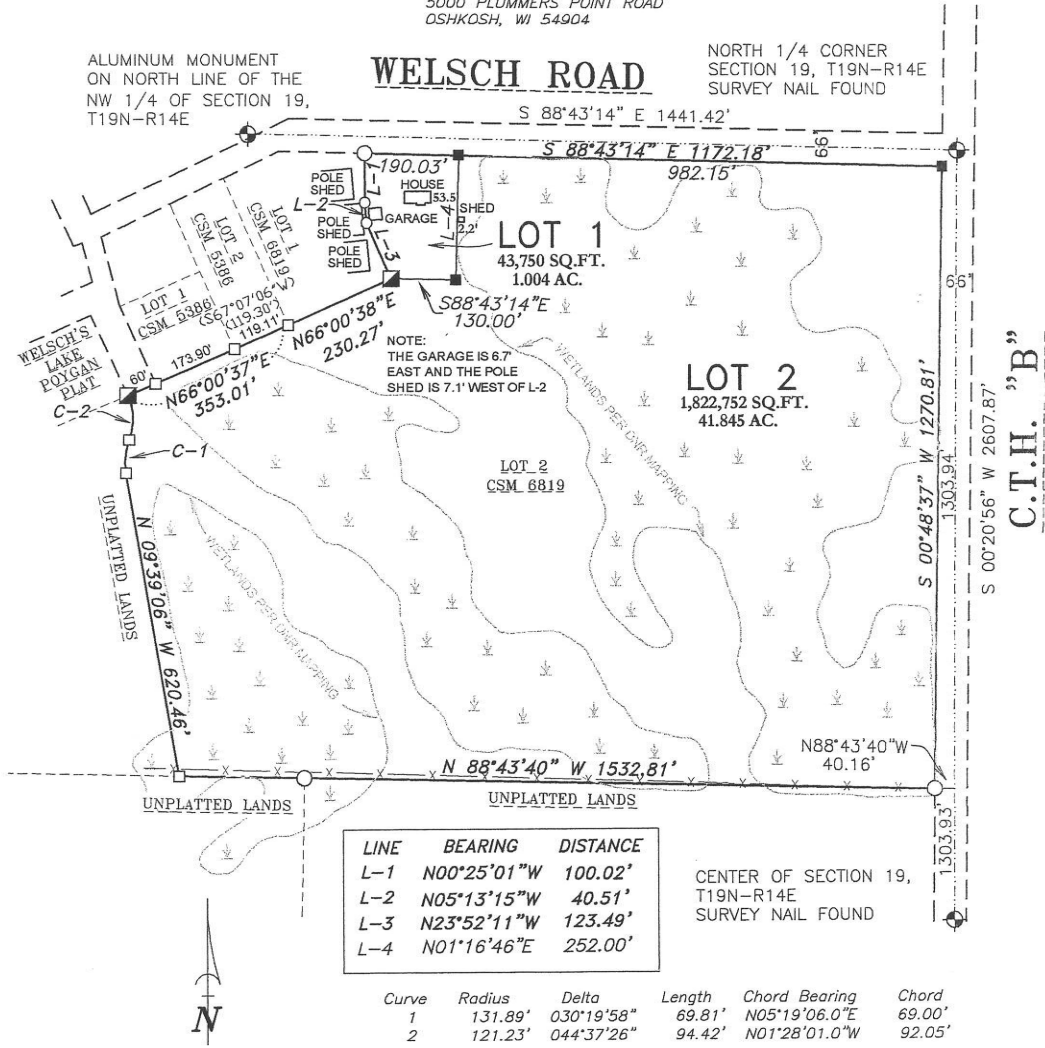 5000 PLUMMERS POINT ROAD
OSHKOSH, WI 54904
ALUMINUM MONUMENT
ON NORTH LINE OF THE
NW 1/4 OF SECTION 19,
T19N-R14E
WELSCH ROAD
NORTH 1/4 CORNER
SECTION 19, T19N-R14E
SURVEY NAIL FOUND
S 88°43'14" E 1441.42'
S 88°43'14" E 1172.18'
982.15'
66'
190.03'
POLE
SHED
HOUSE
53.5
L-1
L-2
GARAGE
SHED
2.2'
L-4
POLE
SHED
POLE
SHED
L-3
LOT 1
43,750 SQ.FT.
1.004 AC.
S88°43'14"E
130.00'
LOT 1
CSM 6819
LOT 2
CSM 5386
LOT 1
CSM 5386
(S67°07'06"W)
(119.30')
119.11'
N66°00'38"E
230.27'
173.90'
60'
N66°00'37"E
353.01'
WELSCH'S
LAKE
POYGAN
PLAT
C-2
C-1
NOTE:
THE GARAGE IS 6.7'
EAST AND THE POLE
SHED IS 7.1' WEST OF L-2
LOT 2
1,822,752 SQ.FT.
41.845 AC.
WETLANDS PER DNR MAPPING
LOT 2
CSM 6819
66'
S 00°48'37" W 1270.81'
1303.94'
S 00°20'56" W 2607.87'
C.T.H. "B"
UNPLATTED LANDS
N 09°39'06" W 620.46'
WETLANDS PER DNR MAPPING
N88°43'40"W
40.16'
N 88°43'40" W 1532.81'
UNPLATTED LANDS
UNPLATTED LANDS
1303.93'
CENTER OF SECTION 19,
T19N-R14E
SURVEY NAIL FOUND
LINE BEARING DISTANCE
L-1 N00°25'01"W 100.02'
L-2 N05°13'15"W 40.51'
L-3 N23°52'11"W 123.49'
L-4 N01°16'46"E 252.00'
N
Curve Radius Delta Length Chord Bearing Chord
1 131.89' 030°19'58" 69.81' N05°19'06.0"E 69.00'
2 121.23' 044°37'26" 94.42' N01°28'01.0"W 92.05'